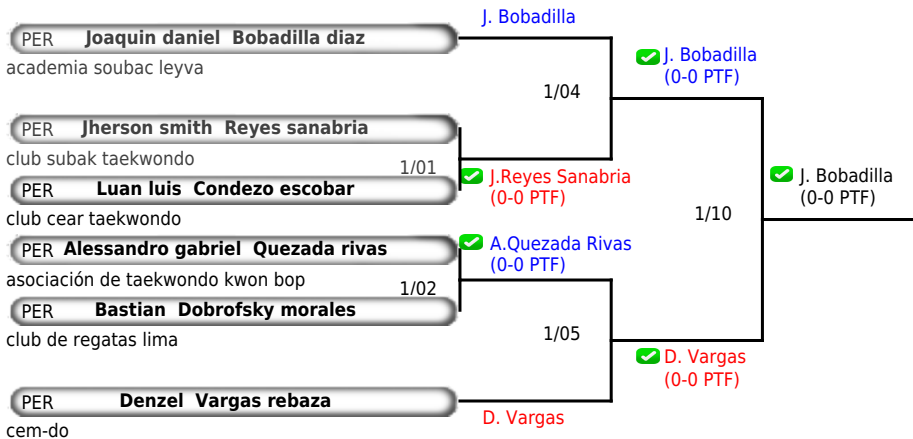 J. Bobadilla
PER Joaquin daniel Bobadilla diaz
academia soubac leyva
J. Bobadilla
(0-0 PTF)
1/04
PER Jherson smith Reyes sanabria
club subak taekwondo
1/01
J.Reyes Sanabria
(0-0 PTF)
PER Luan luis Condezo escobar
club cear taekwondo
J. Bobadilla
(0-0 PTF)
1/10
PER Alessandro gabriel Quezada rivas
asociación de taekwondo kwon bop
A.Quezada Rivas
(0-0 PTF)
1/02
PER Bastian Dobrofsky morales
club de regatas lima
1/05
D. Vargas
(0-0 PTF)
PER Denzel Vargas rebaza
cem-do
D. Vargas